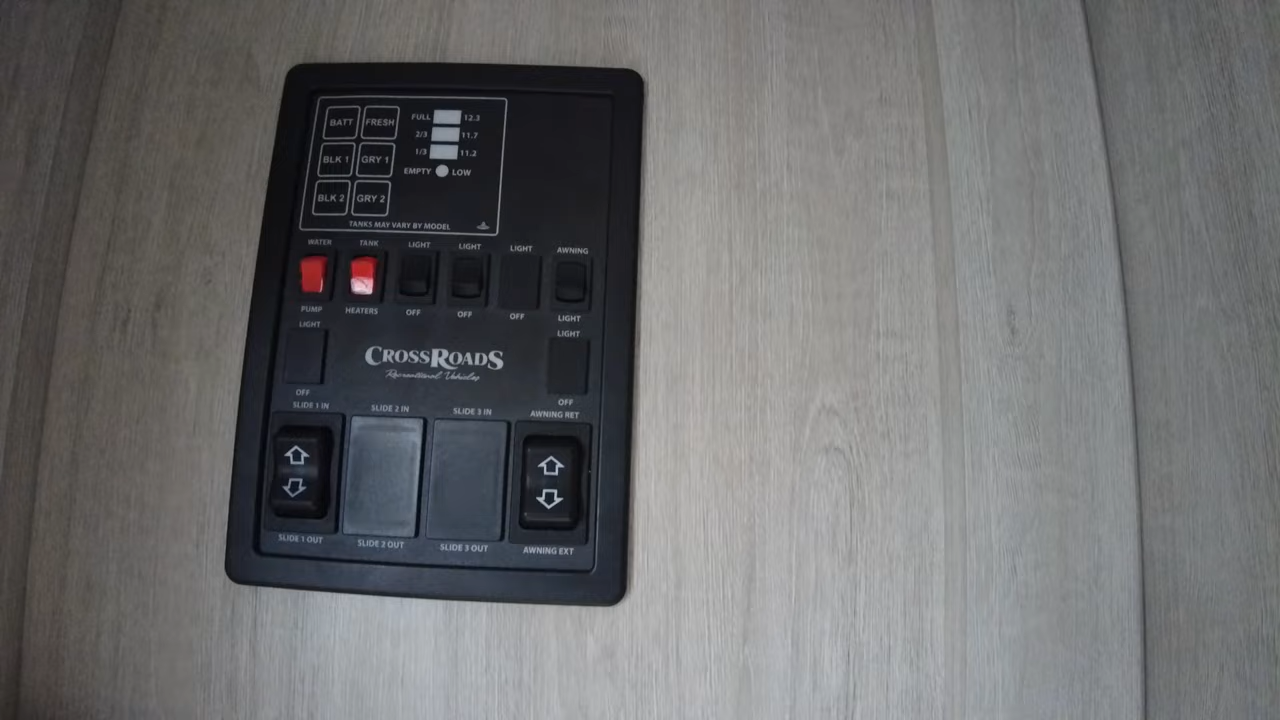 BATT FRESH FULL 12.3
2/3 11.7
BLK 1 GRY 1 1/3 11.2
EMPTY LOW
BLK 2 GRY 2
TANKS MAY VARY BY MODEL
WATER TANK LIGHT LIGHT LIGHT AWNING
PUMP HEATERS OFF OFF OFF LIGHT
LIGHT LIGHT
CROSSROADS
Recreational Vehicles
OFF OFF
SLIDE 1 IN SLIDE 2 IN SLIDE 3 IN AWNING RET
SLIDE 1 OUT SLIDE 2 OUT SLIDE 3 OUT AWNING EXT